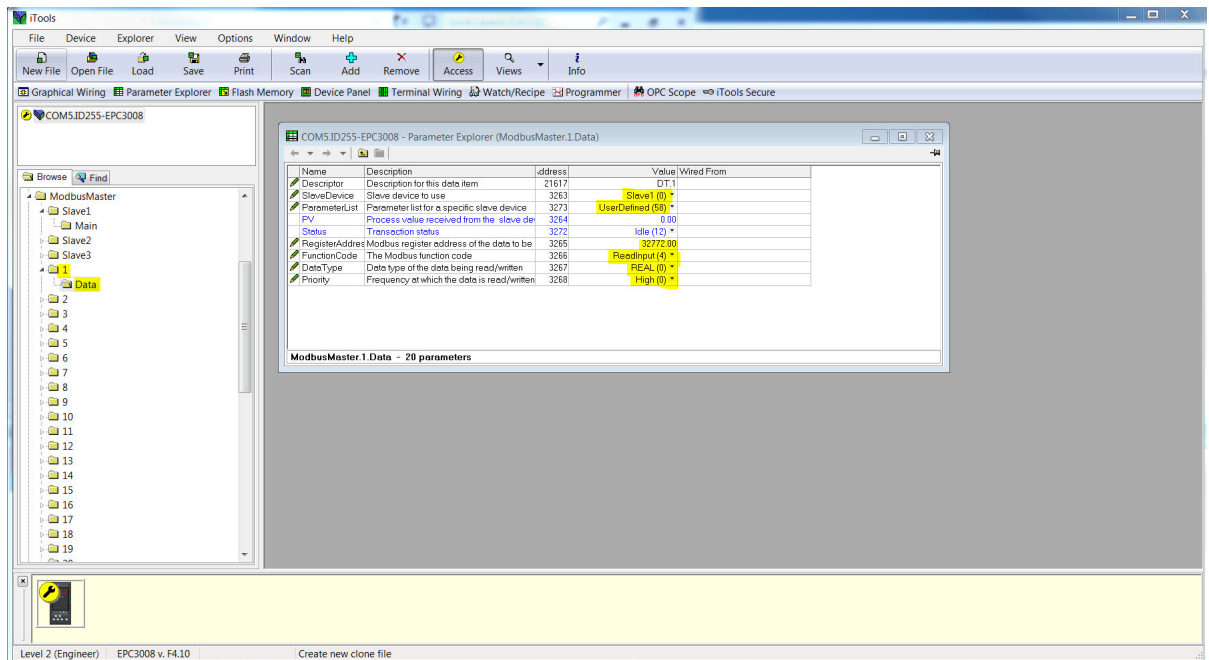 iTools
File Device Explorer View Options Window Help
New File Open File Load Save Print Scan Add Remove Access Views Info
Graphical Wiring Parameter Explorer Flash Memory Device Panel Terminal Wiring Watch/Recipe Programmer OPC Scope iTools Secure
COM5.ID255-EPC3008
Browse Find
ModbusMaster
Slave1
Main
Slave2
Slave3
1
Data
2
3
4
5
6
7
8
9
10
11
12
13
14
15
16
17
18
19
COM5.ID255-EPC3008 - Parameter Explorer (ModbusMaster.1.Data)
Name Description ddress Value Wired From
Descriptor Description for this data item 21617 DT.1
SlaveDevice Slave device to use 3263 Slave1 (0)
ParameterList Parameter list for a specific slave device 3273 UserDefined (58)
PV Process value received from the slave de 3264 0.00
Status Transaction status 3272 Idle (12)
RegisterAddres Modbus register address of the data to be 3265 32772.00
FunctionCode The Modbus function code 3266 ReadInput (4)
DataType Data type of the data being read/written 3267 REAL (0)
Priority Frequency at which the data is read/written 3268 High (0)
ModbusMaster.1.Data - 20 parameters
Level 2 (Engineer) EPC3008 v. F4.10 Create new clone file